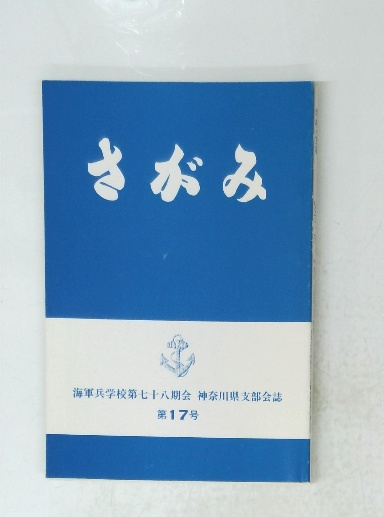 さがみ
海軍兵学校第七十八期会 神奈川県支部会誌
第17号